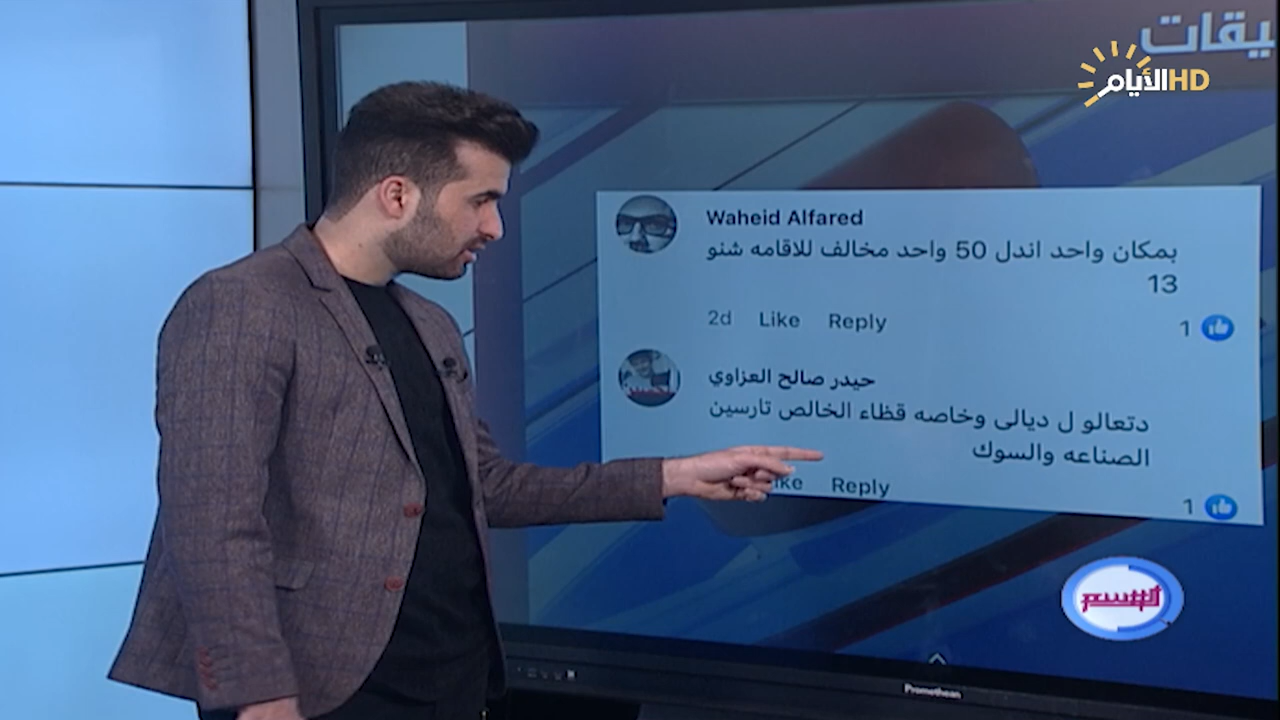 يقات
الأيام HD
Waheid Alfared
بمكان واحد اندل 50 واحد مخالف للاقامه شنو
13
2d Like Reply
1
حيدر صالح العزاوي
دتعالو ل ديالى وخاصه قظاء الخالص تارسين
الصناعه والسوك
Reply
1
Promethean